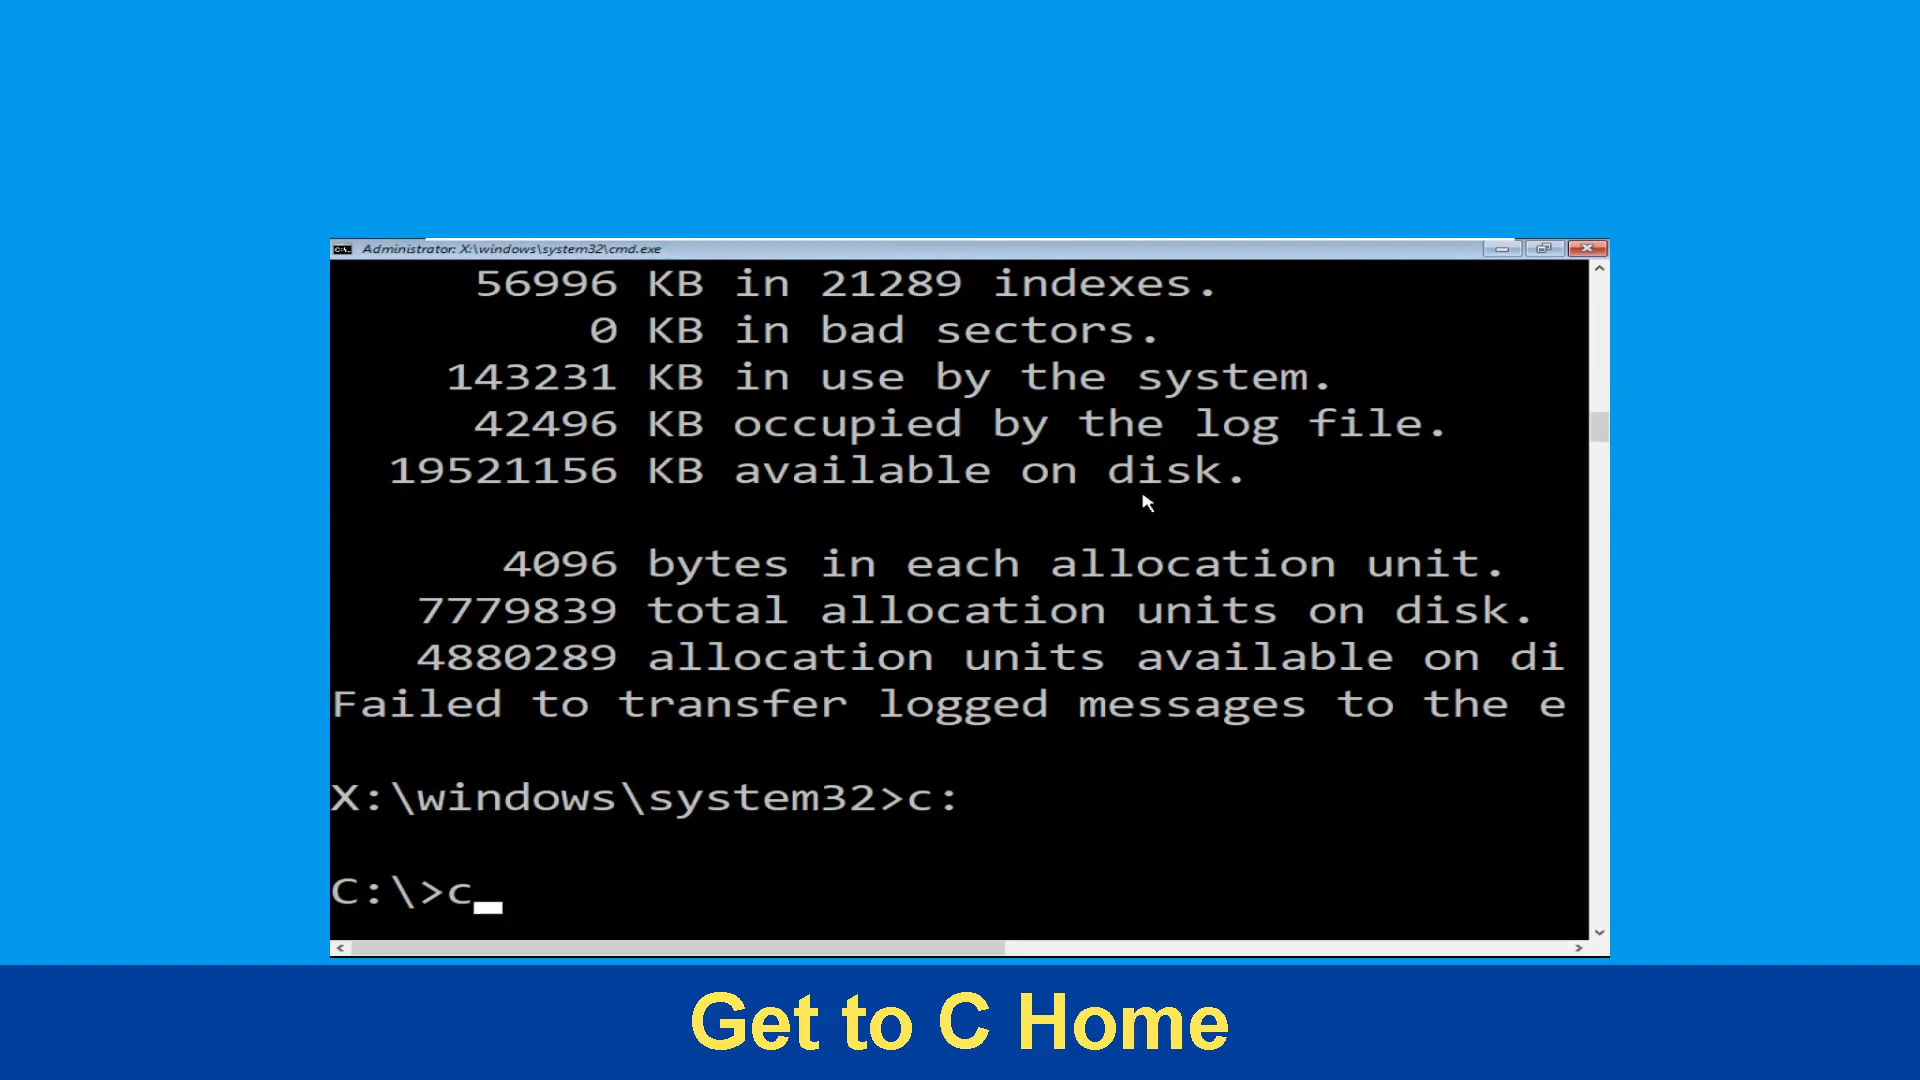 Administrator: X:\windows\system32\cmd.exe
56996 KB in 21289 indexes.
0 KB in bad sectors.
143231 KB in use by the system.
42496 KB occupied by the log file.
19521156 KB available on disk.
4096 bytes in each allocation unit.
7779839 total allocation units on disk.
4880289 allocation units available on di
Failed to transfer logged messages to the e
X:\windows\system32>c:
C:\>c_
Get to C Home